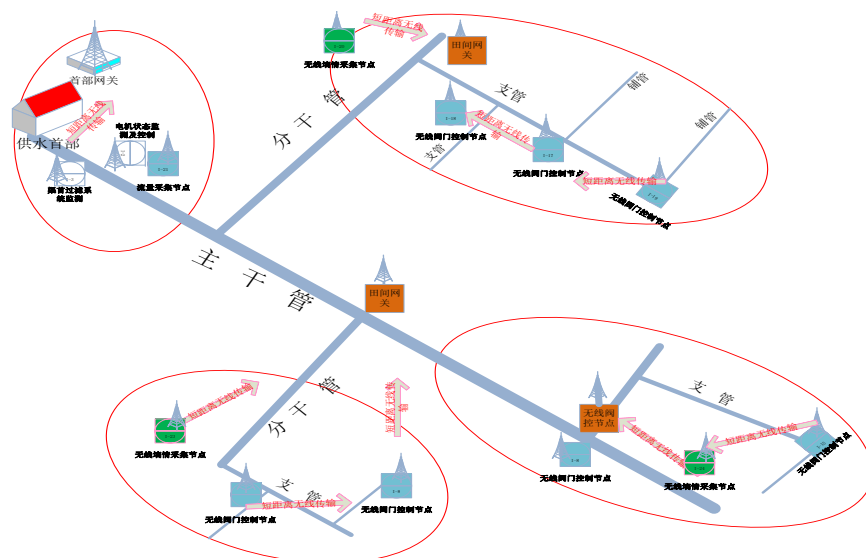 短距离无线
传输
1-20
无线墒情采集节点
田间网
关
首部网关
供水首部
短距离无线
传输
电机状态监
测及控制
流量采集节点
1-22
统监测
分干管
支管
辅管
辅管
支管
1-20
无线阀门控制节点
短距离无线传
输
1-17
无线阀门控制节点
短距离无线传输
无线阀门控制节点
主干管
田间网
关
分干管
短距离无线传输
短距离无线传
输
无线墒情采集节点
支管
无线阀门控制节点
短距离无线传输
无线阀门控制节点
支管
无线阀
控节点
短距离无线传
输
短距离无线传输
无线阀门控制节点
无线墒情采集节点
无线阀门控制节点